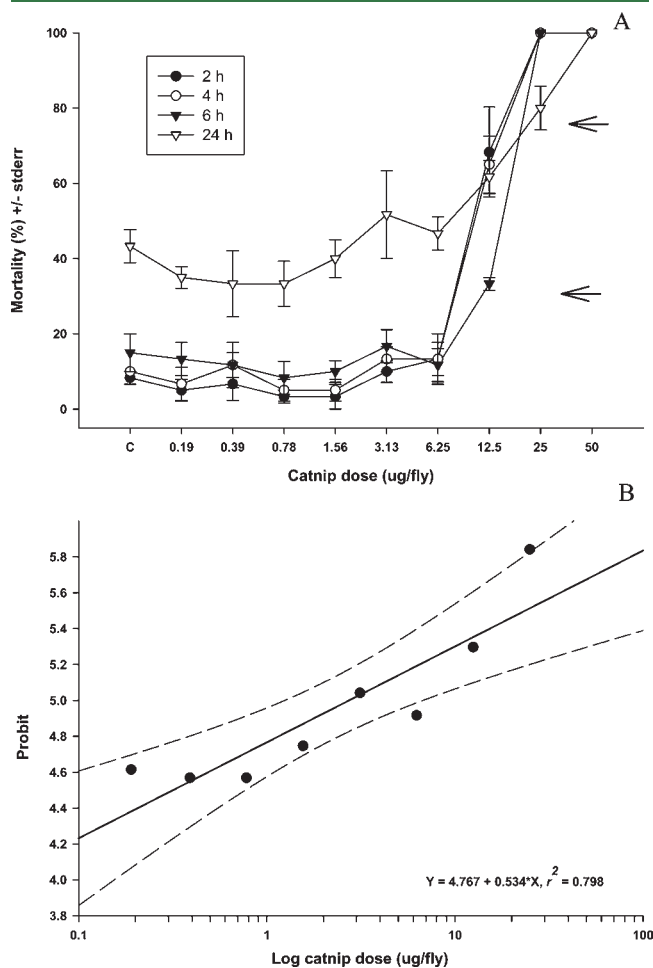 A
100
80
60
40
20
0
Mortality (%) +/- stderr
2 h
4 h
6 h
24 h
C 0.19 0.39 0.78 1.56 3.13 6.25 12.5 25 50
Catnip dose (ug/fly)
B
5.8
5.6
5.4
5.2
5.0
4.8
4.6
4.4
4.2
4.0
3.8
Probit
Y = 4.767 + 0.534*X, r2 = 0.798
0.1 1 10 100
Log catnip dose (ug/fly)